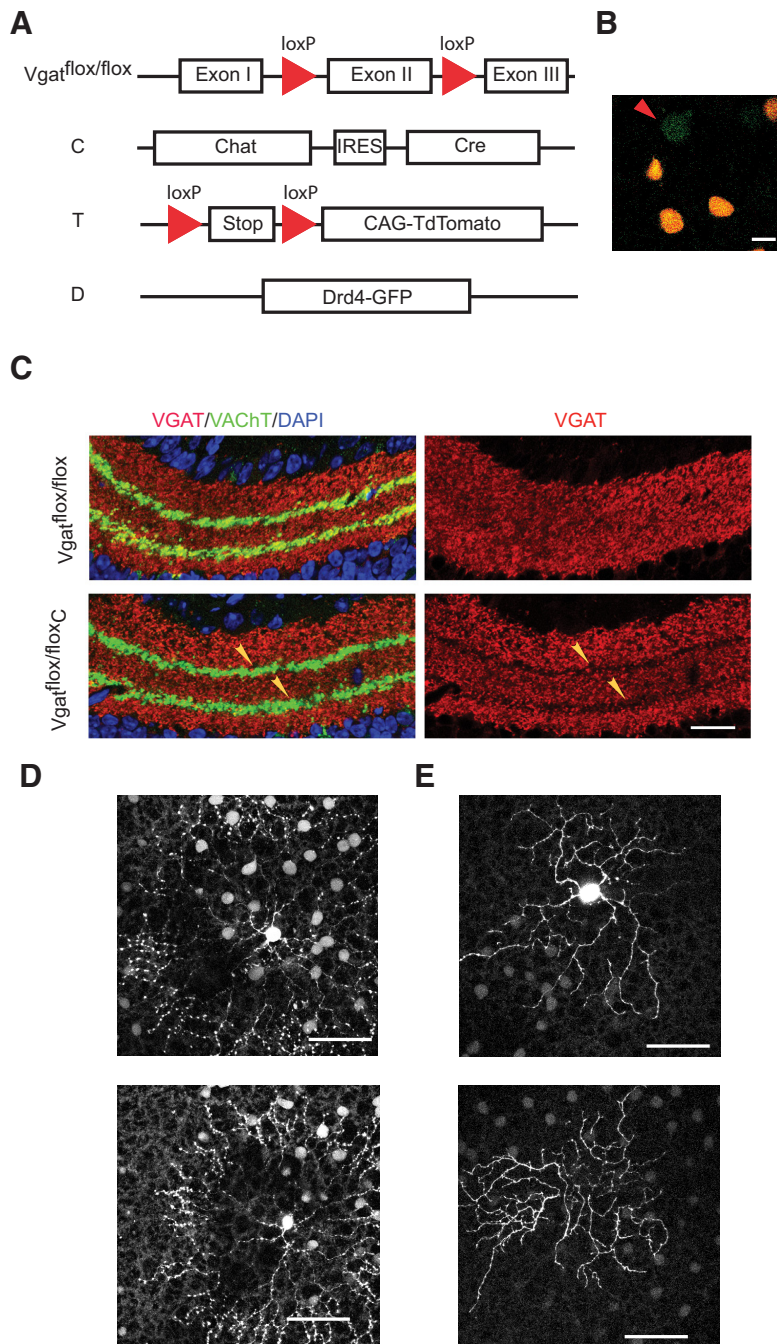 A
B
loxP loxP
Vgatflox/flox Exon I Exon II Exon III
C Chat IRES Cre
loxP loxP
T Stop CAG-TdTomato
D Drd4-GFP
C
VGAT/VAChT/DAPI VGAT
Vgatflox/flox
Vgatflox/floxC
D E